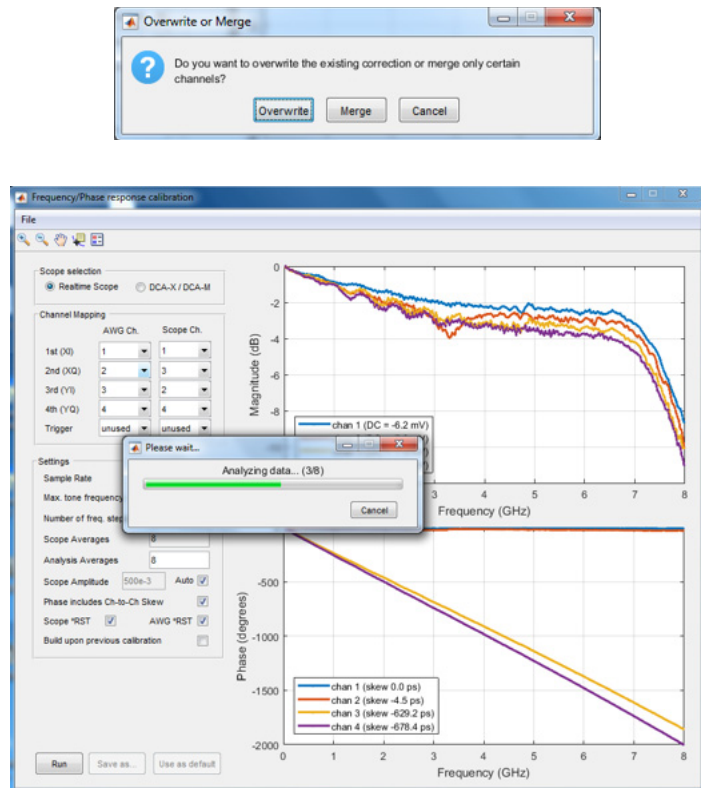 Overwrite or Merge
Do you want to overwrite the existing correction or merge only certain
channels?
Overwrite Merge Cancel
Frequency/Phase response calibration
File
Scope selection
Realtime Scope DCA-X / DCA-M
Channel Mapping
AWG Ch. Scope Ch.
1st (XI) 1 1
2nd (XQ) 2 3
3rd (YI) 3 2
4th (YQ) 4 4
Trigger unused unused
Settings
Sample Rate
Max. tone frequency
Number of freq. step
Scope Averages 8
Analysis Averages 8
Scope Amplitude 500e-3 Auto
Phase includes Ch-to-Ch Skew
Scope *RST AWG *RST
Build upon previous calibration
Run Save as... Use as default
Please wait...
Analyzing data... (3/8)
Cancel
0
-2
-4
-6
-8
Magnitude (dB)
chan 1 (DC = -6.2 mV)
3 4 5 6 7 8
Frequency (GHz)
-500
-1000
-1500
-2000
Phase (degrees)
chan 1 (skew 0.0 ps)
chan 2 (skew -4.5 ps)
chan 3 (skew -629.2 ps)
chan 4 (skew -678.4 ps)
0 1 2 3 4 5 6 7 8
Frequency (GHz)